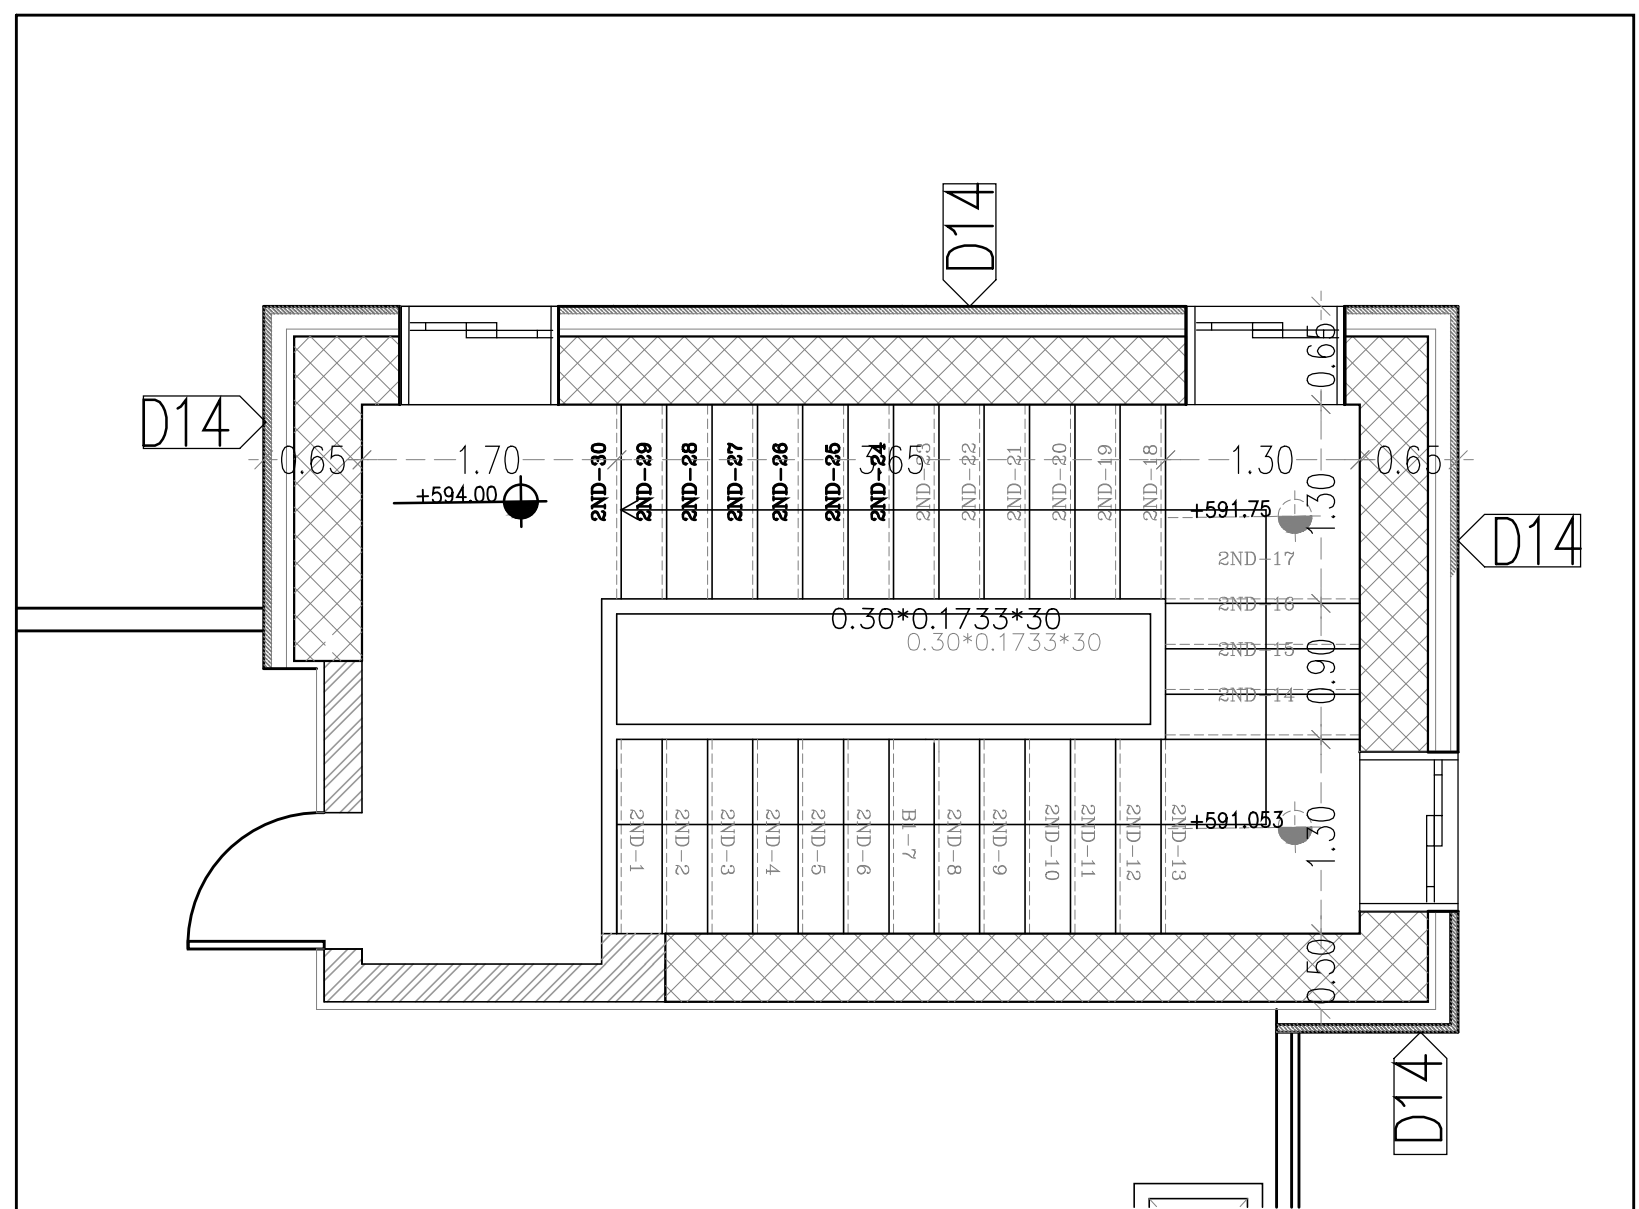 D14
0.65
D14
0.65
1.70
3.65
1.30
0.65
2ND-30
2ND-29
2ND-28
2ND-27
2ND-26
2ND-25
2ND-24
2ND-23
2ND-22
2ND-21
2ND-20
2ND-19
2ND-18
+594.00
+591.75
1.30
D14
2ND-17
2ND-16
2ND-15
2ND-14
0.30*0.1733*30
0.30*0.1733*30
0.90
2ND-1
2ND-2
2ND-3
2ND-4
2ND-5
2ND-6
B1-7
2ND-8
2ND-9
2ND-10
2ND-11
2ND-12
2ND-13
+591.053
1.30
0.50
D14